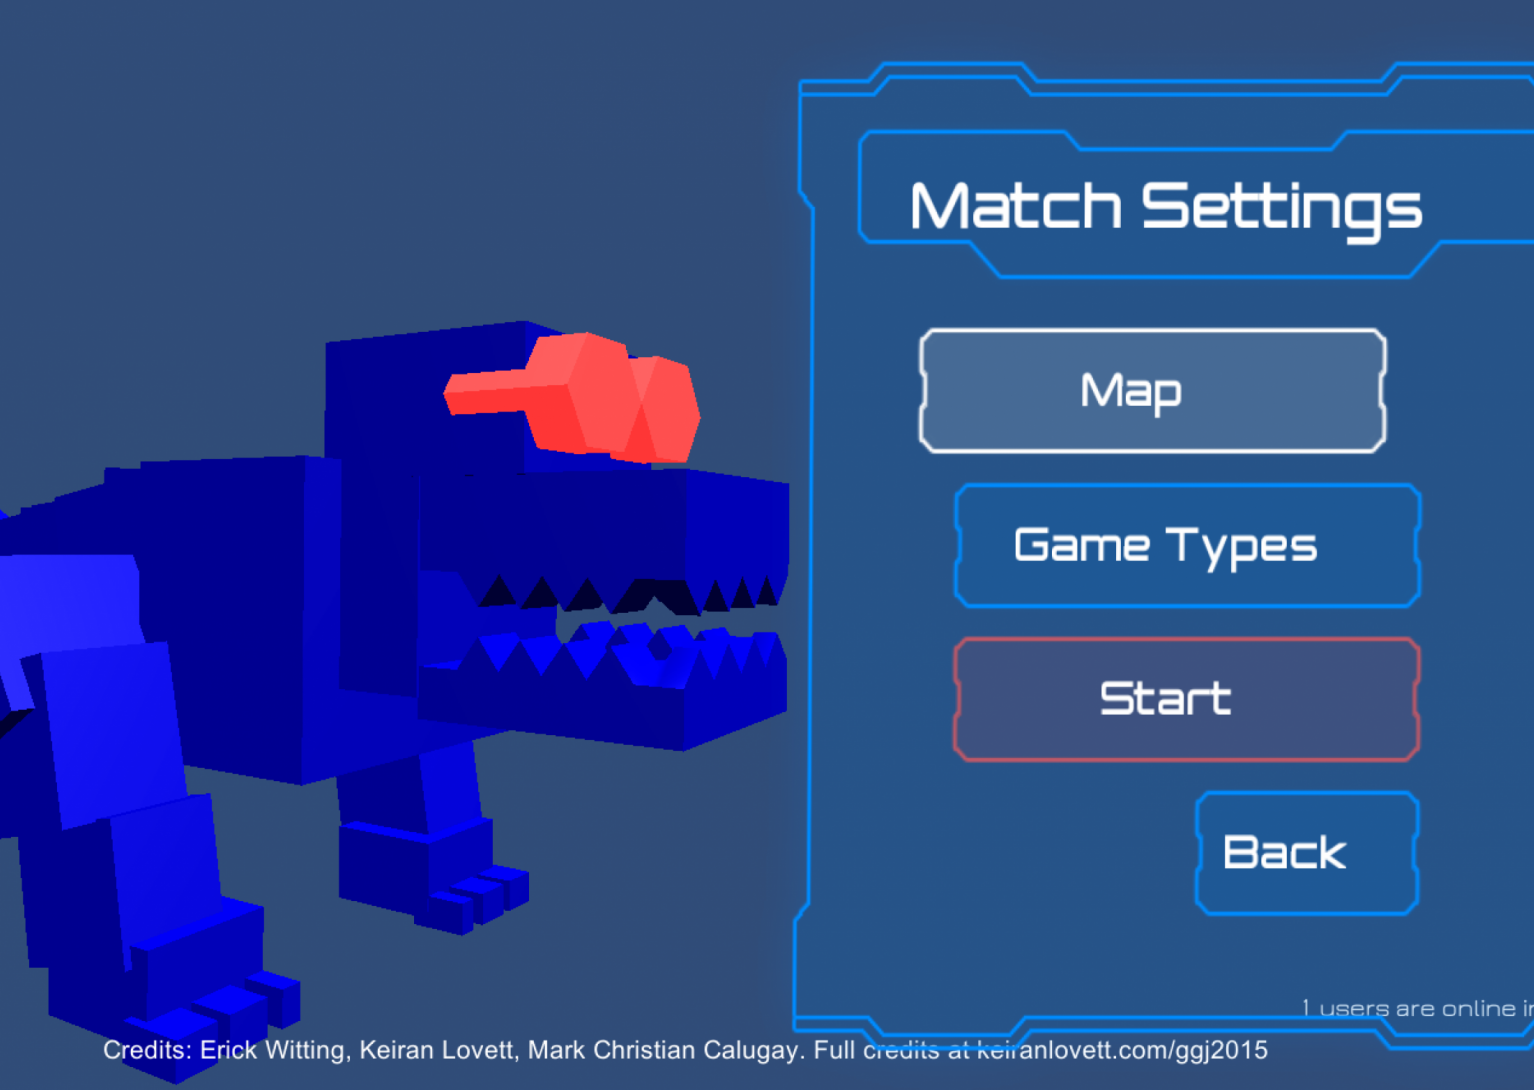 Match Settings
Map
Game Types
Start
Back
1 users are online in
Credits: Erick Witting, Keiran Lovett, Mark Christian Calugay. Full credits at keiranlovett.com/ggj2015